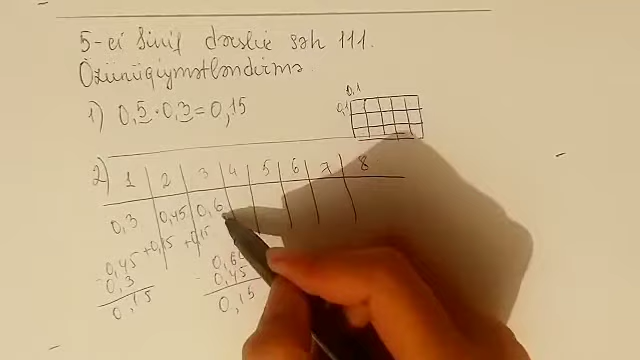 5-ci sinif dərslik səh 111.
Özünüqiymətləndirmə.
1) 0,5 · 0,3 = 0,15
0,1
0,1
2) 1 2 3 4 5 6 7 8
0,3 0,45 0,6
+0,15 +0,15
0,45 0,6
- 0,3 - 0,45
0,15 0,15